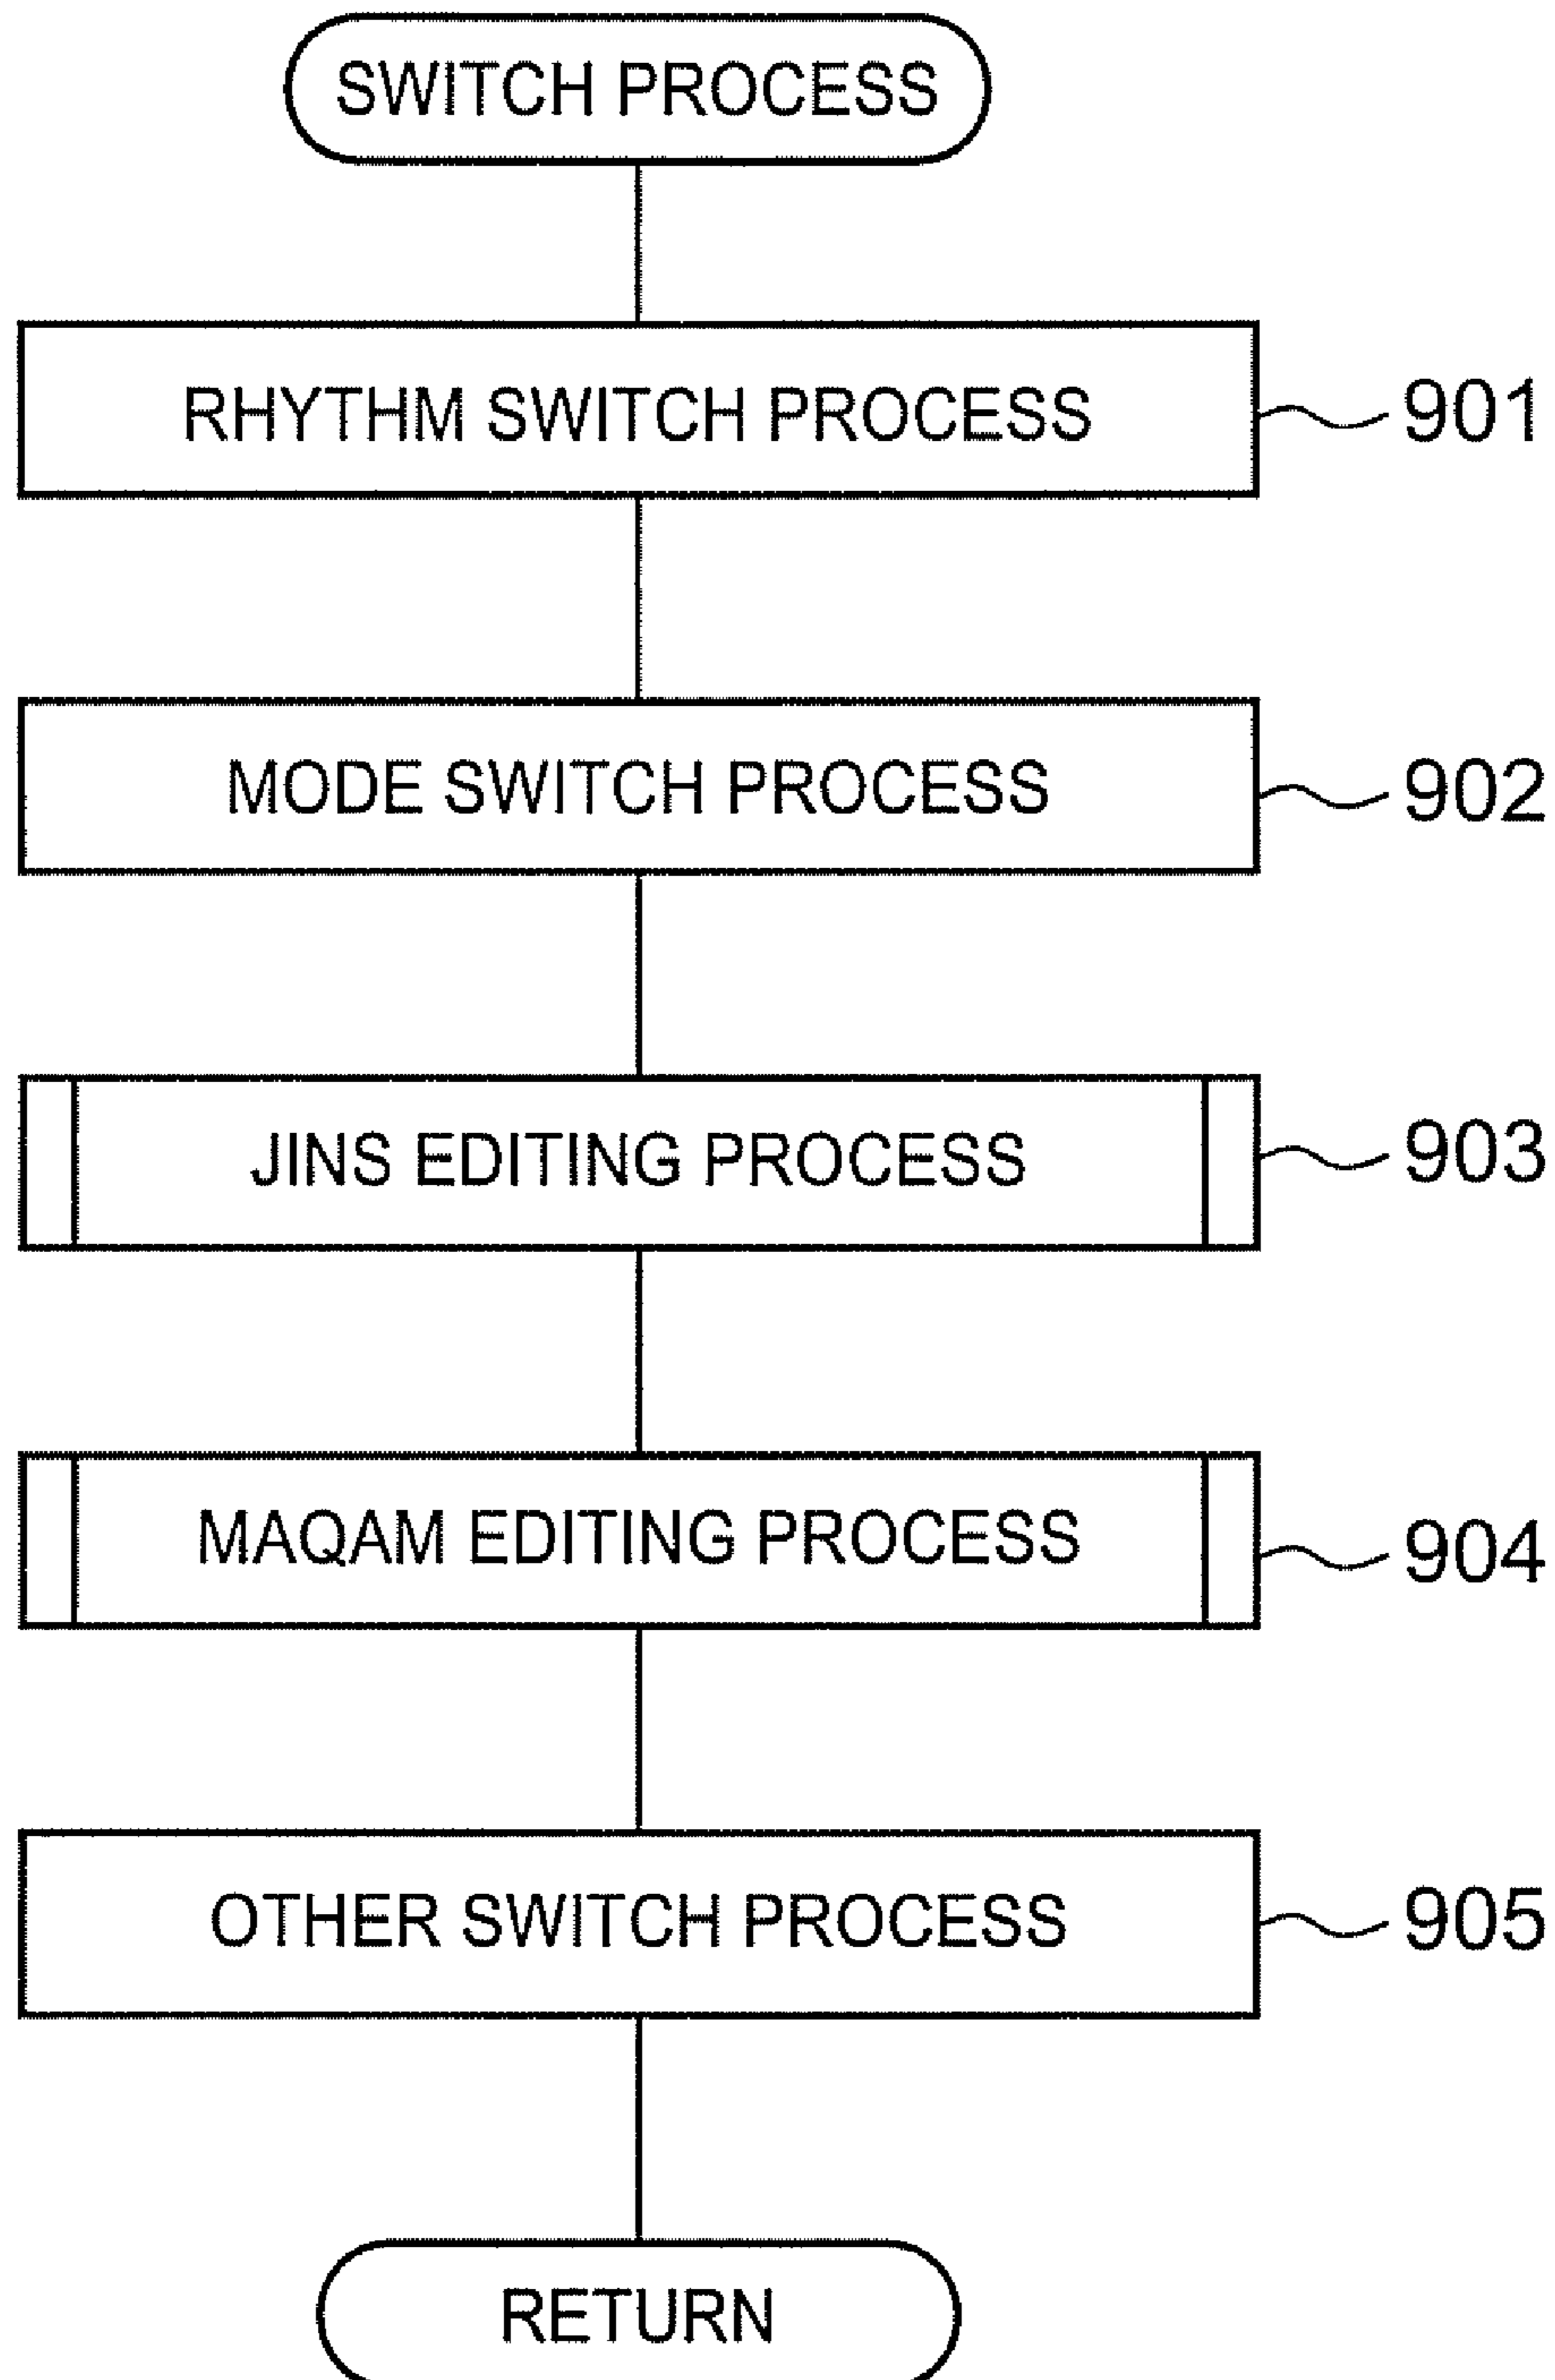 SWITCH PROCESS
RHYTHM SWITCH PROCESS 901
MODE SWITCH PROCESS 902
JINS EDITING PROCESS 903
MAQAM EDITING PROCESS 904
OTHER SWITCH PROCESS 905
RETURN